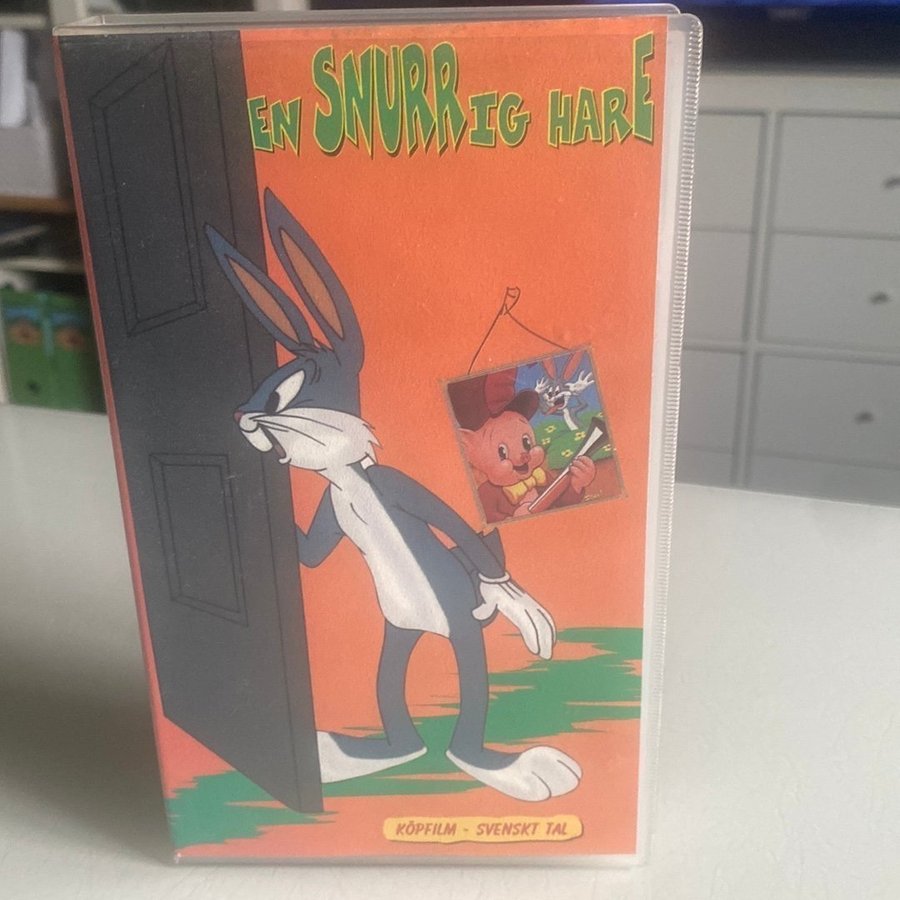 EN SNURRIG HARE
KÖPFILM - SVENSKT TAL